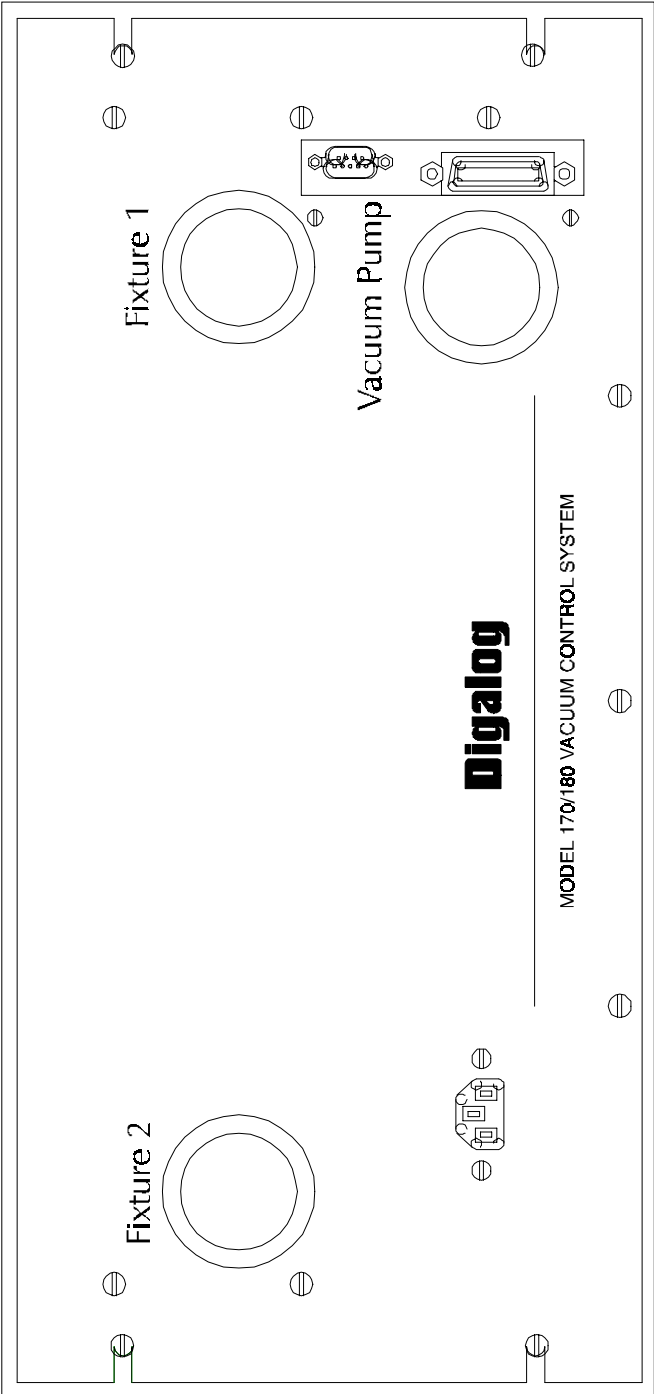 Fixture 2
Fixture 1
Vacuum Pump
Digalog
MODEL 170/180 VACUUM CONTROL SYSTEM